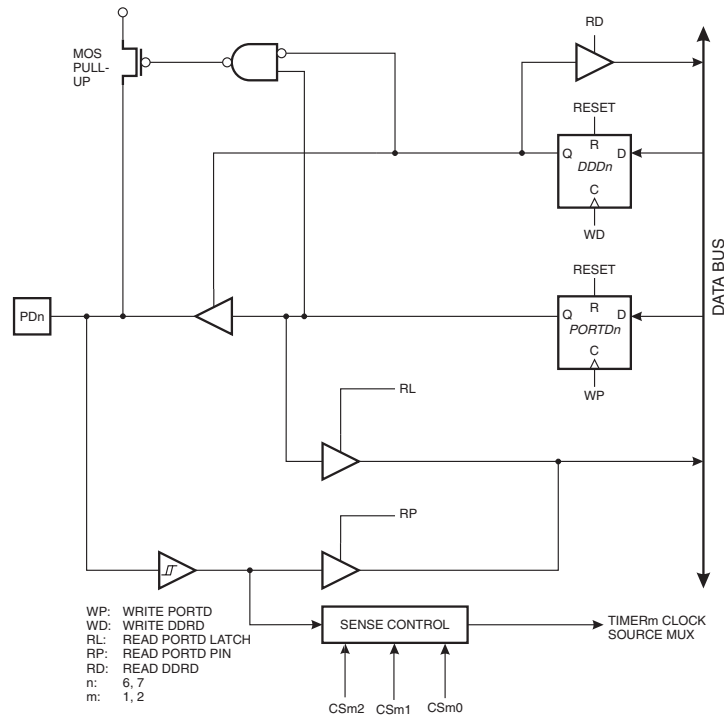 MOS
PULL-
UP
RD
RESET
R
Q
D
DDDn
C
WD
RESET
R
Q
D
PORTDn
C
WP
DATA BUS
PDn
RL
RP
WP: WRITE PORTD
WD: WRITE DDRD
RL: READ PORTD LATCH
RP: READ PORTD PIN
RD: READ DDRD
n: 6, 7
m: 1, 2
SENSE CONTROL
TIMERm CLOCK
SOURCE MUX
CSm2
CSm1
CSm0